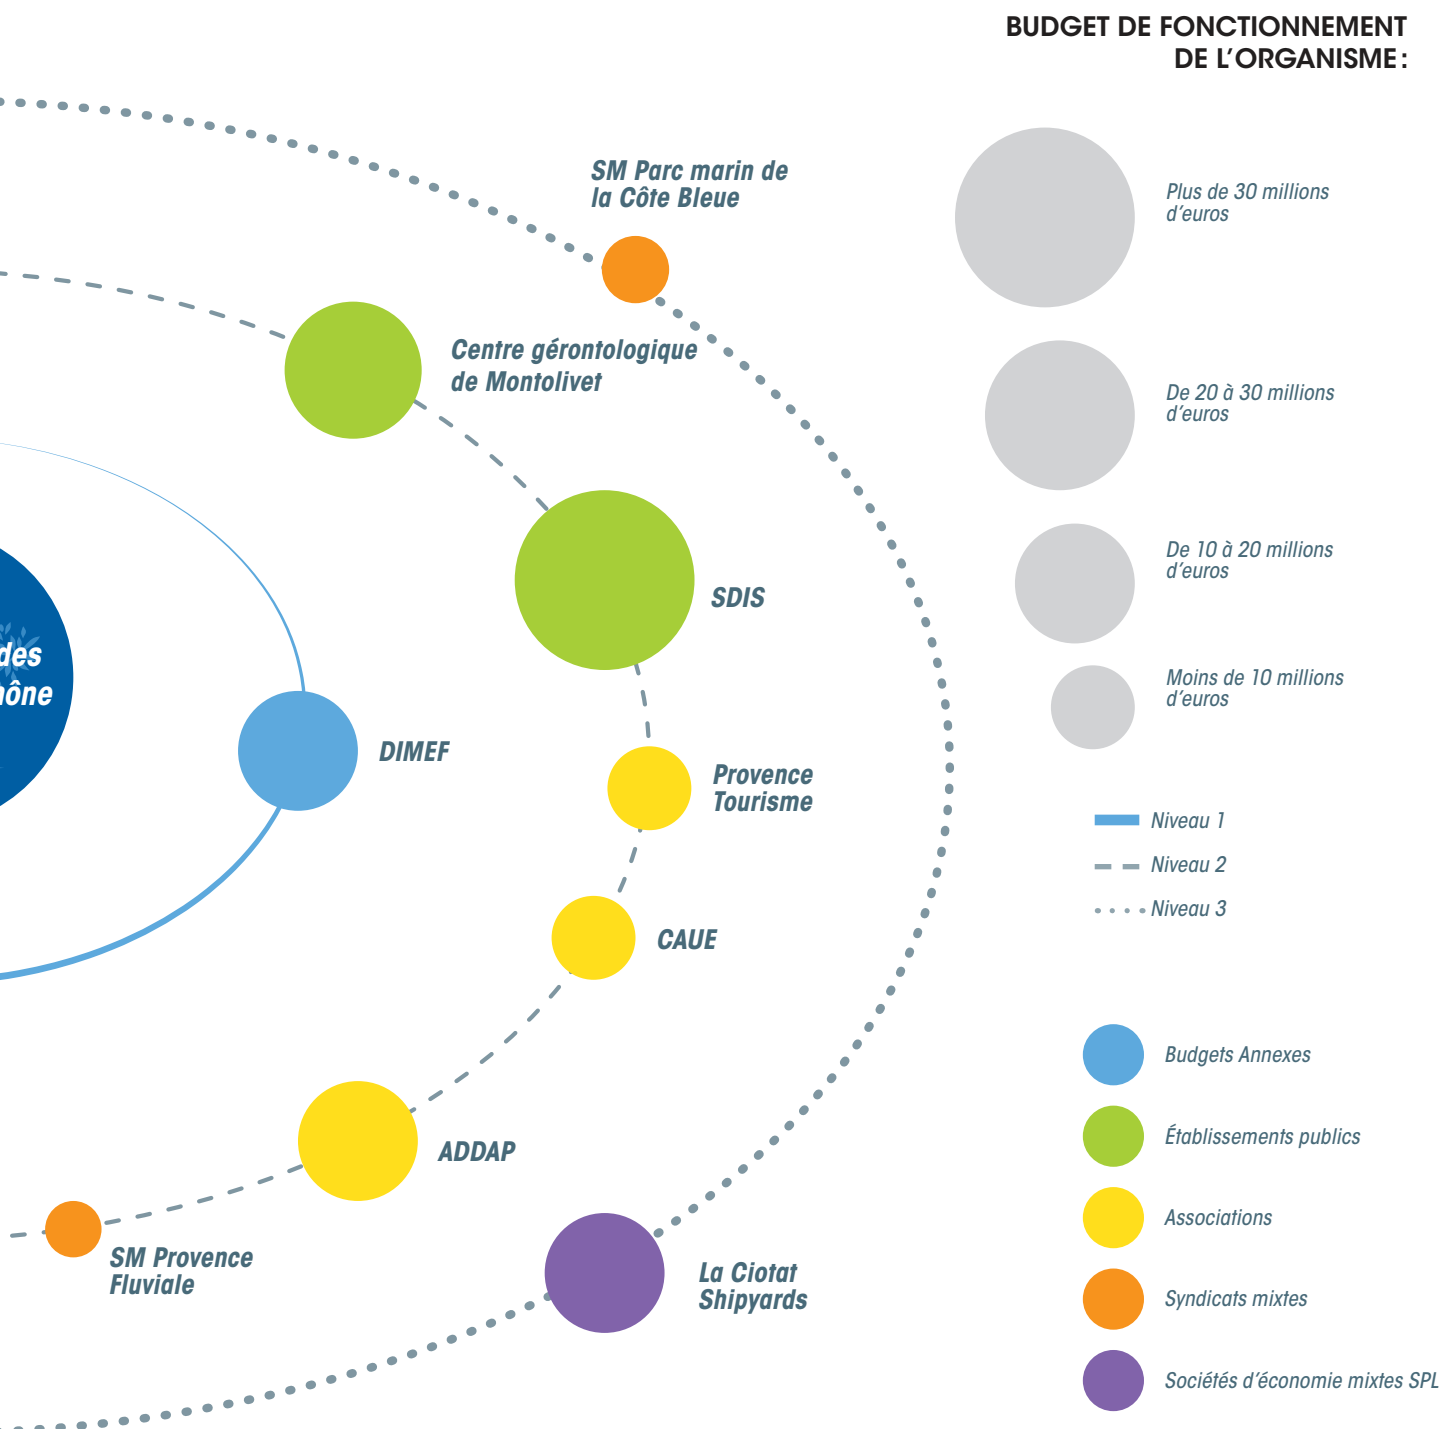 BUDGET DE FONCTIONNEMENT
DE L’ORGANISME :
SM Parc marin de
la Côte Bleue
Centre gérontologique
de Montolivet
SDIS
des
DIMEF
Provence
Tourisme
CAUE
ADDAP
SM Provence
Fluviale
La Ciotat
Shipyards
Plus de 30 millions
d’euros
De 20 à 30 millions
d’euros
De 10 à 20 millions
d’euros
Moins de 10 millions
d’euros
Niveau 1
Niveau 2
Niveau 3
Budgets Annexes
Établissements publics
Associations
Syndicats mixtes
Sociétés d’économie mixtes SPL